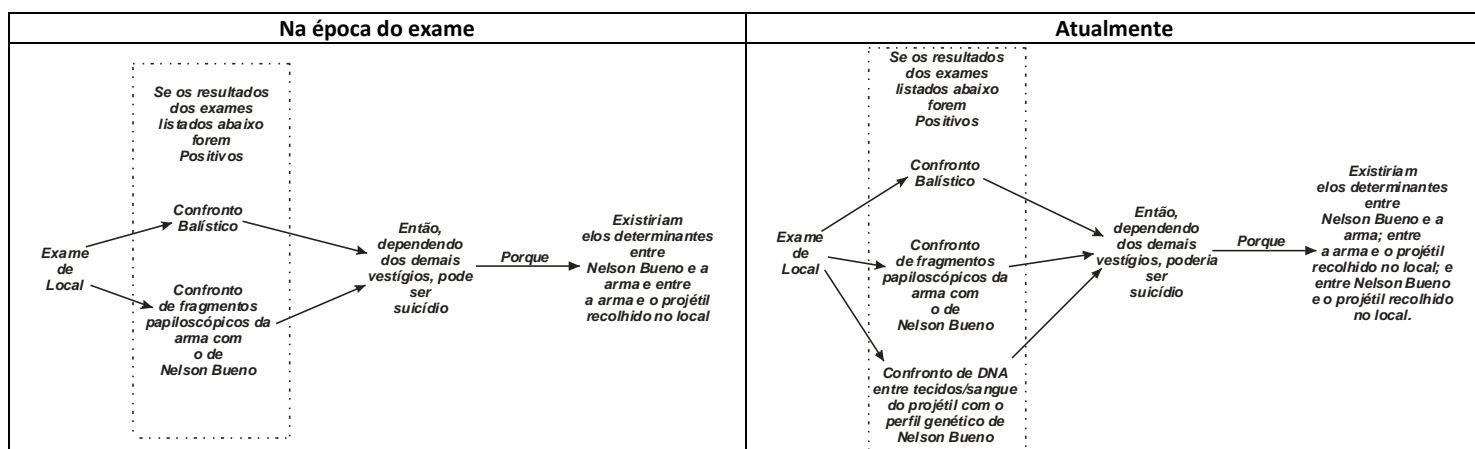 Na época do exame
Se os resultados
dos exames
listados abaixo
forem
Positivos
Exame
de
Local
Confronto
Balístico
Confronto
de fragmentos
papiloscópicos da
arma com
o de
Nelson Bueno
Então,
dependendo
dos demais
vestígios, pode
ser
suicídio
Porque
Existiriam
elos determinantes
entre
Nelson Bueno e a
arma e entre
a arma e o projétil
recolhido no local
Atualmente
Se os resultados
dos exames
listados abaixo
forem
Positivos
Exame
de
Local
Confronto
Balístico
Confronto
de fragmentos
papiloscópicos da
arma com
o de
Nelson Bueno
Confronto de DNA
entre tecidos/sangue
do projétil com o
perfil genético de
Nelson Bueno
Então,
dependendo
dos demais
vestígios, poderia
ser
suicídio
Porque
Existiriam
elos determinantes
entre
Nelson Bueno e a
arma; entre
a arma e o projétil
recolhido no local; e
entre Nelson Bueno
e o projétil recolhido
no local.